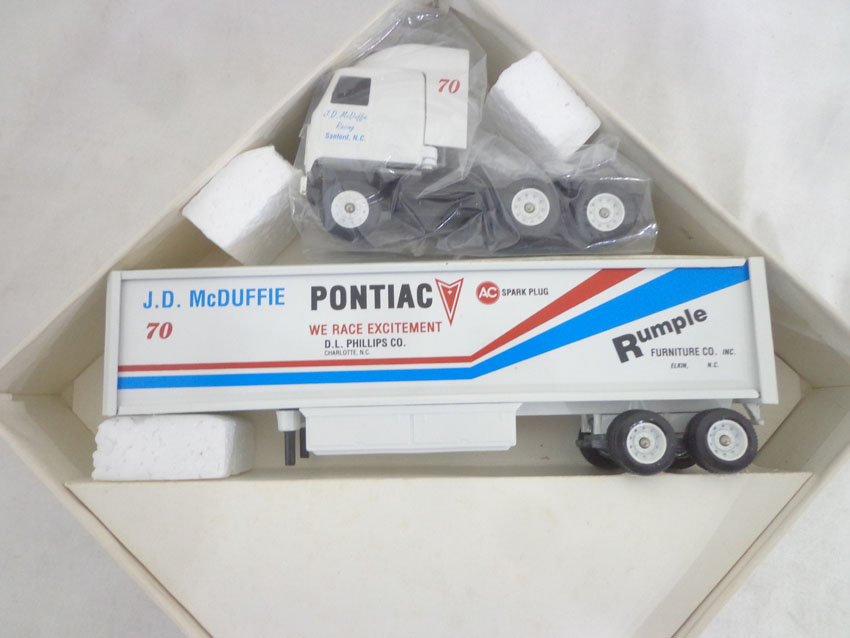 70
J.D. McDuffie
Racing
Sanford, N.C.
J.D. McDUFFIE
70
PONTIAC
WE RACE EXCITEMENT
D.L. PHILLIPS CO.
CHARLOTTE, N.C.
AC SPARK PLUG
Rumple
FURNITURE CO. INC.
ELKIN, N.C.